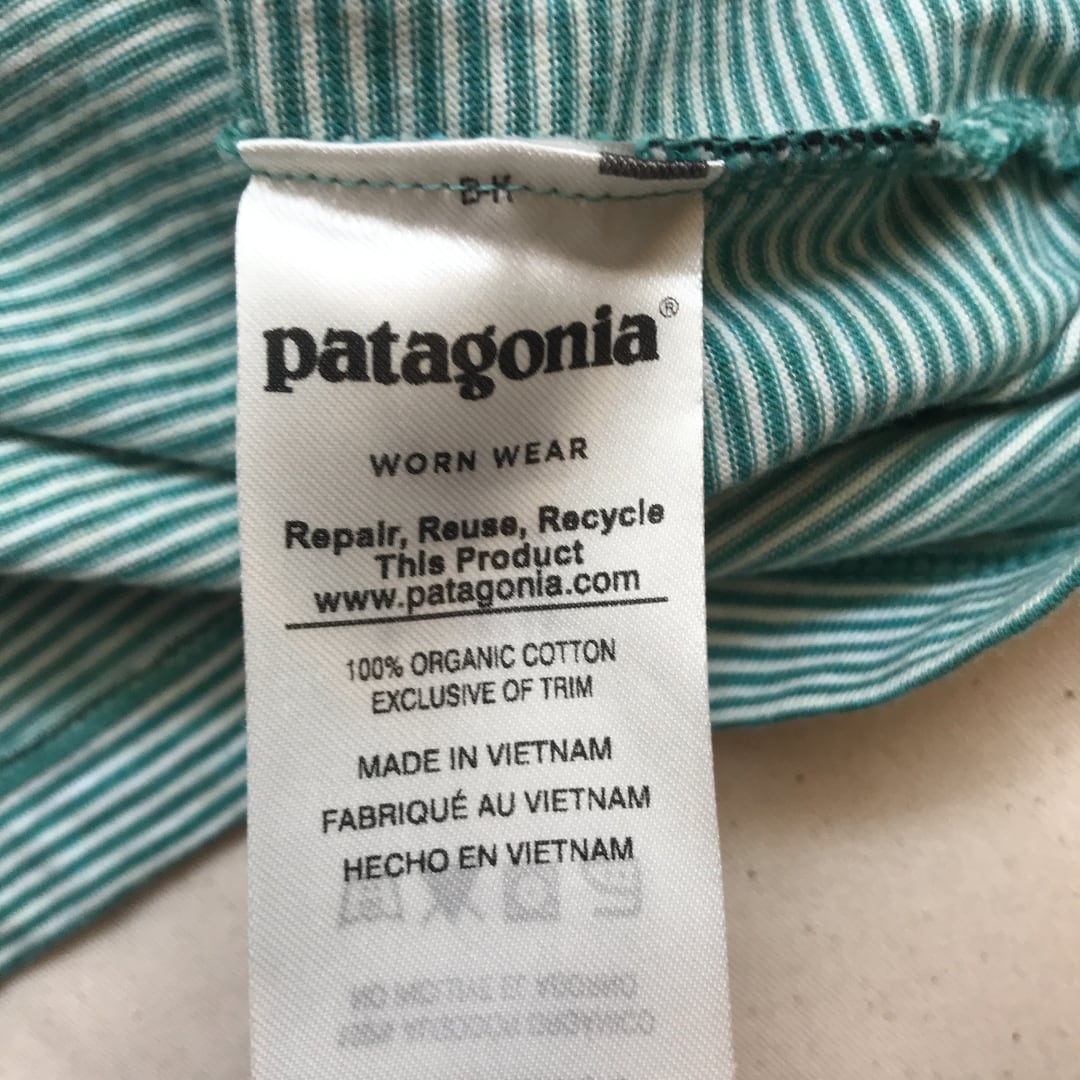 B-K
patagonia®
WORN WEAR
Repair, Reuse, Recycle
This Product
www.patagonia.com
100% ORGANIC COTTON
EXCLUSIVE OF TRIM
MADE IN VIETNAM
FABRIQUÉ AU VIETNAM
HECHO EN VIETNAM